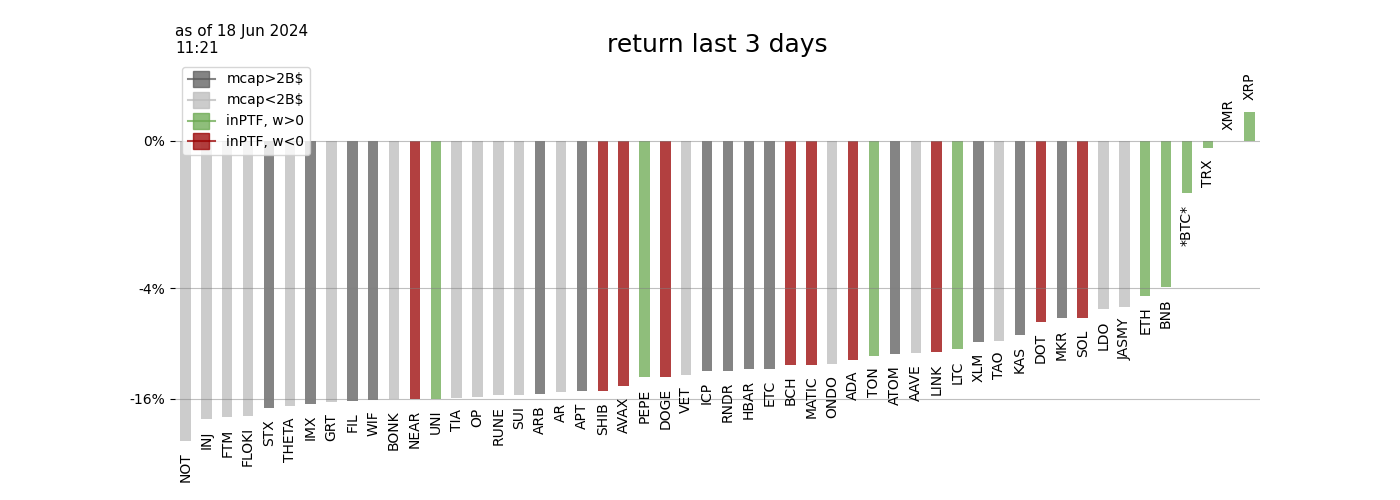 as of 18 Jun 2024
11:21
return last 3 days
mcap>2B$
mcap<2B$
inPTF, w>0
inPTF, w<0
0%
-4%
-16%
NOT
INJ
FTM
FLOKI
STX
THETA
IMX
GRT
FIL
WIF
BONK
NEAR
UNI
TIA
OP
RUNE
SUI
ARB
AR
APT
SHIB
AVAX
PEPE
DOGE
VET
ICP
RNDR
HBAR
ETC
BCH
MATIC
ONDO
ADA
TON
ATOM
AAVE
LINK
LTC
XLM
TAO
KAS
DOT
MKR
SOL
LDO
JASMY
ETH
BNB
*BTC*
TRX
XMR
XRP